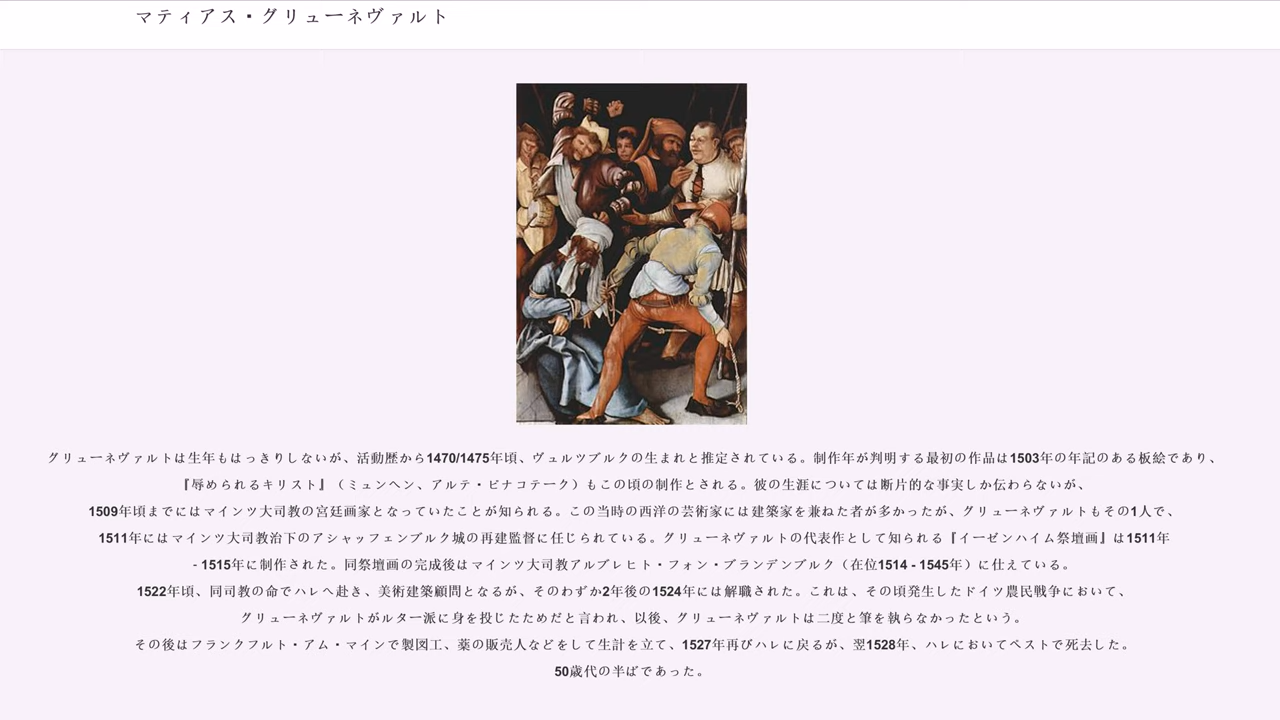 マティアス・グリューネヴァルト
グリューネヴァルトは生年もはっきりしないが、活動歴から1470/1475年頃、ヴュルツブルクの生まれと推定されている。制作年が判明する最初の作品は1503年の年記のある板絵であり、
『辱められるキリスト』（ミュンヘン、アルテ・ピナコテーク）もこの頃の制作とされる。彼の生涯については断片的な事実しか伝わらないが、
1509年頃までにはマインツ大司教の宮廷画家となっていたことが知られる。この当時の西洋の芸術家には建築家を兼ねた者が多かったが、グリューネヴァルトもその1人で、
1511年にはマインツ大司教治下のアシャッフェンブルク城の再建監督に任じられている。グリューネヴァルトの代表作として知られる『イーゼンハイム祭壇画』は1511年
- 1515年に制作された。同祭壇画の完成後はマインツ大司教アルブレヒト・フォン・ブランデンブルク（在位1514 - 1545年）に仕えている。
1522年頃、同司教の命でハレへ赴き、美術建築顧問となるが、そのわずか2年後の1524年には解職された。これは、その頃発生したドイツ農民戦争において、
グリューネヴァルトがルター派に身を投じたためだと言われ、以後、グリューネヴァルトは二度と筆を執らなかったという。
その後はフランクフルト・アム・マインで製図工、薬の販売人などをして生計を立て、1527年再びハレに戻るが、翌1528年、ハレにおいてペストで死去した。
50歳代の半ばであった。